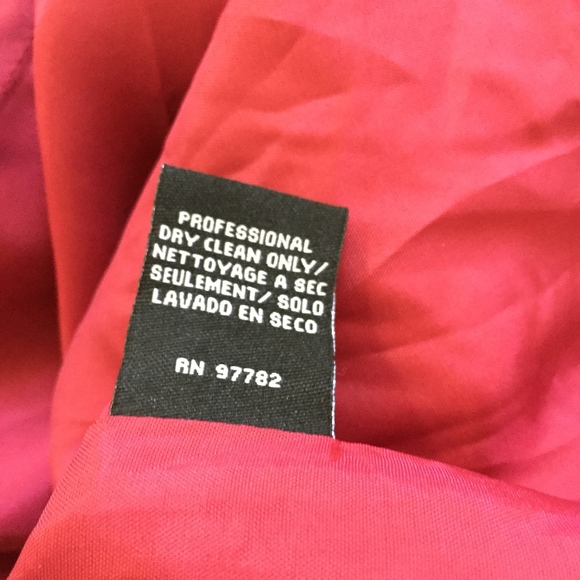 PROFESSIONAL
DRY CLEAN ONLY/
NETTOYAGE A SEC
SEULEMENT/ SOLO
LAVADO EN SECO
RN 97782